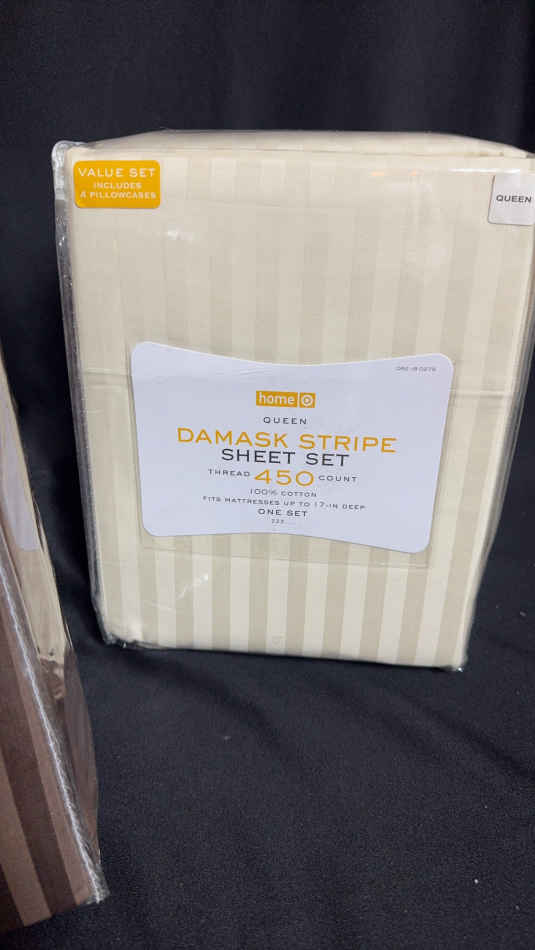 VALUE SET
INCLUDES
4 PILLOWCASES
QUEEN
home
QUEEN
DAMASK STRIPE
SHEET SET
THREAD 450 COUNT
100% COTTON
FITS MATTRESSES UP TO 17-IN DEEP
ONE SET